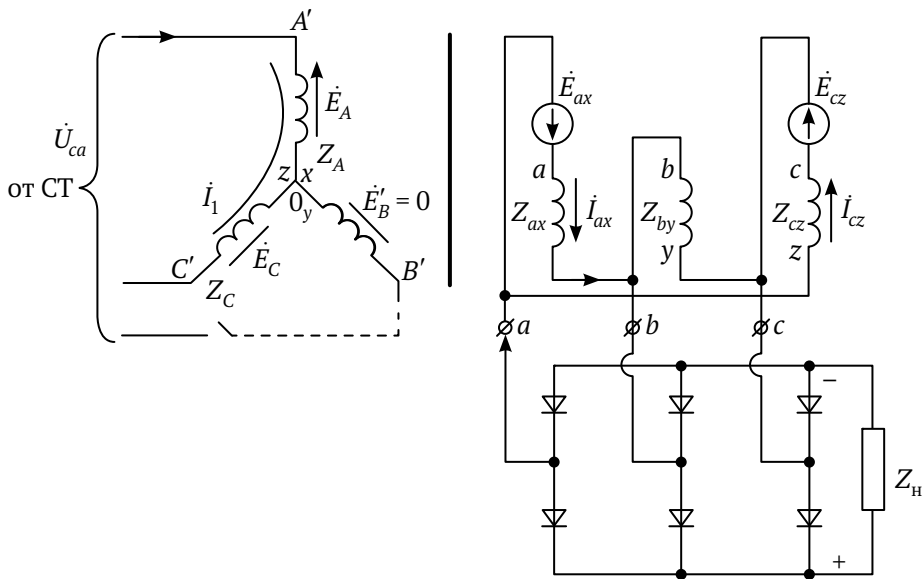 A′
Ė_A
Z_A
U̇_ca
от СТ
İ_1
z x
0_y
Ė′_B = 0
Ė_C
C′
Z_C
B′
Ė_ax
Ė_cz
a
b
c
Z_ax
İ_ax
Z_by
Z_cz
İ_cz
y
z
a
b
c
−
Z_н
+